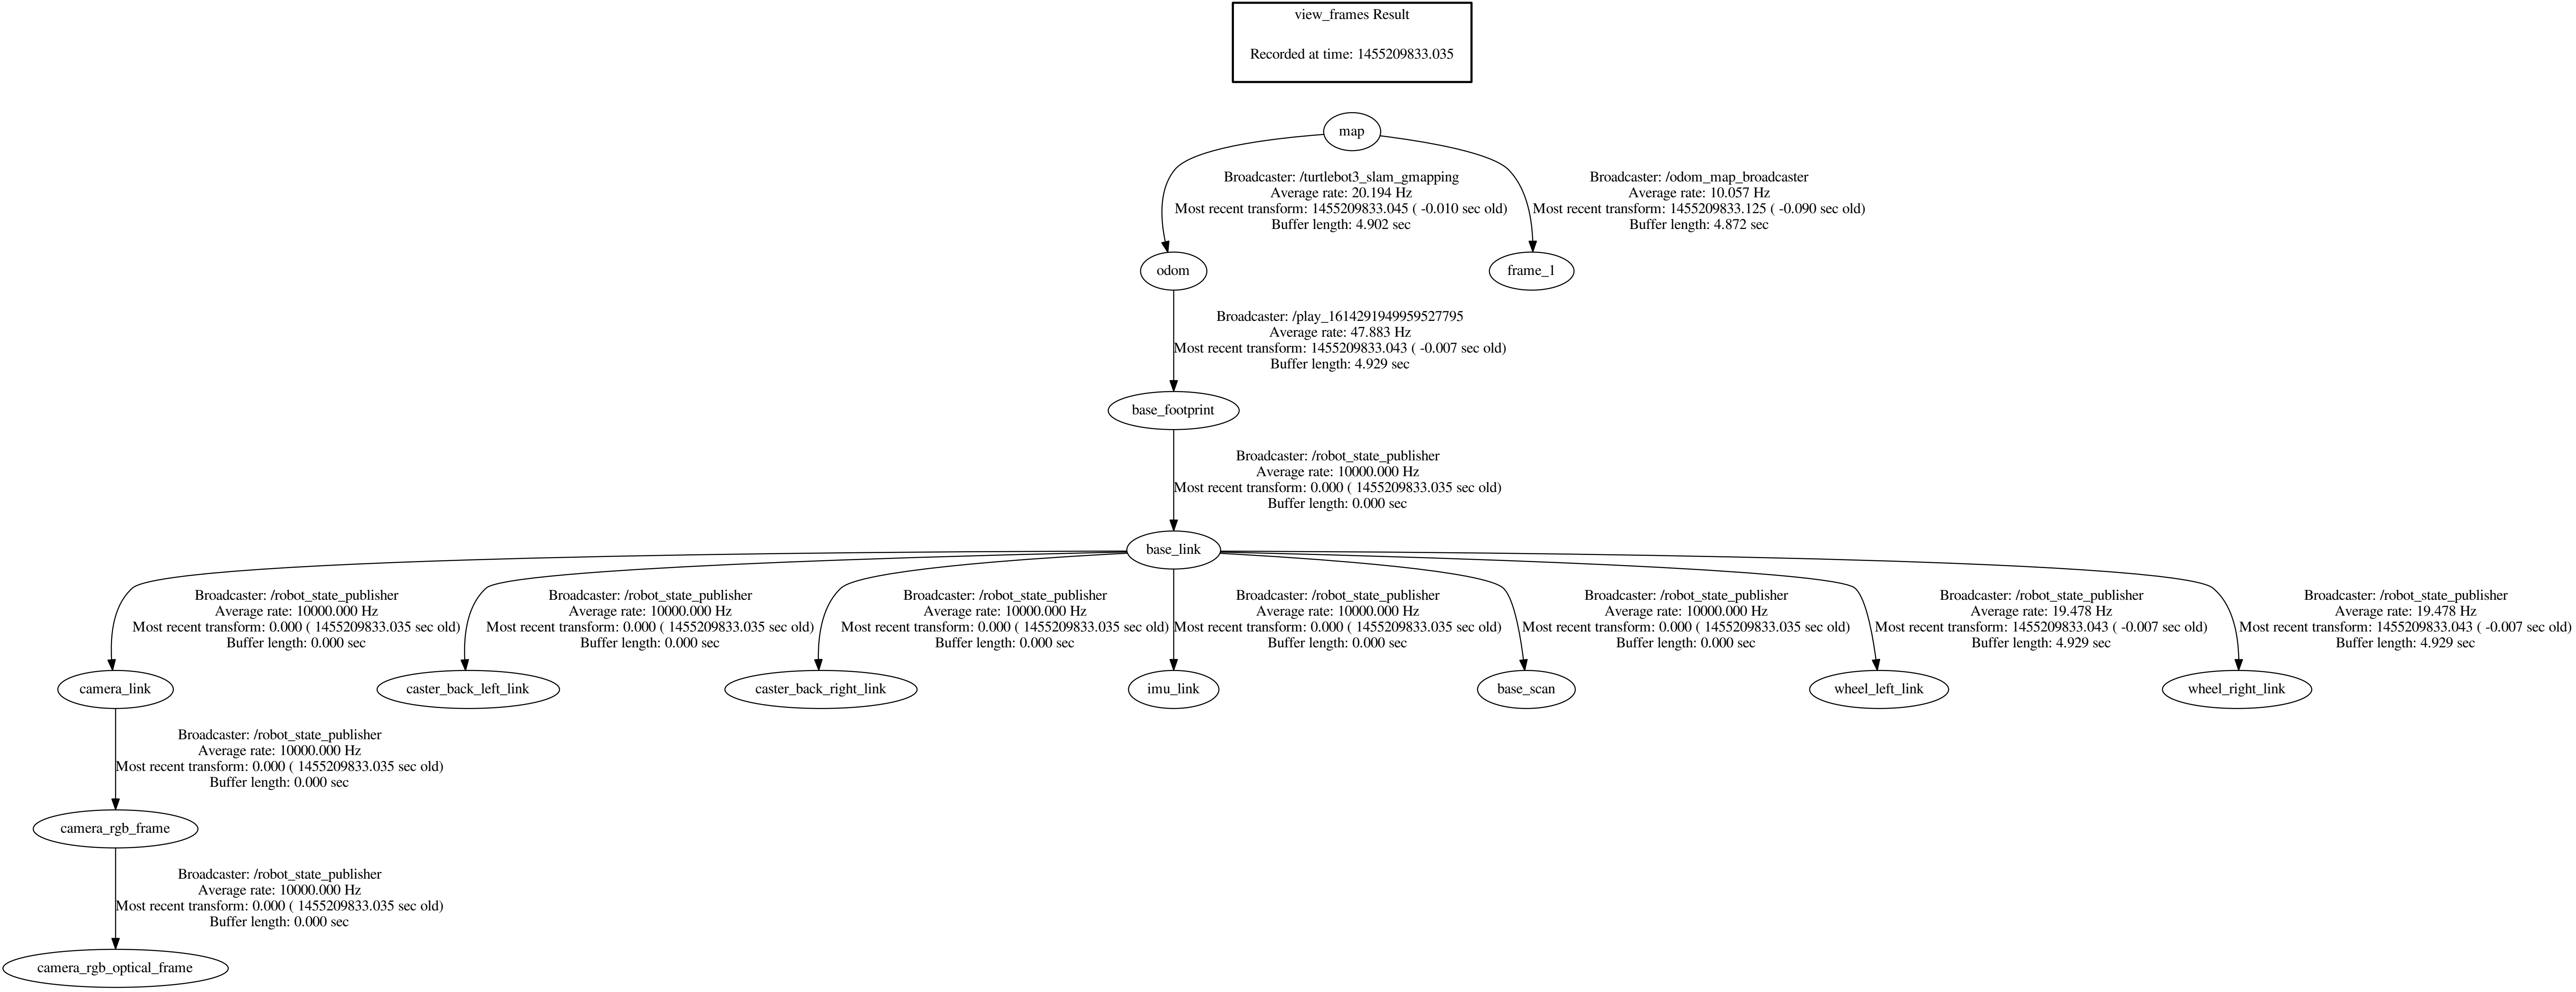 view_frames Result
Recorded at time: 1455209833.035
map
Broadcaster: /turtlebot3_slam_gmapping
Average rate: 20.194 Hz
Most recent transform: 1455209833.045 ( -0.010 sec old)
Buffer length: 4.902 sec
Broadcaster: /odom_map_broadcaster
Average rate: 10.057 Hz
Most recent transform: 1455209833.125 ( -0.090 sec old)
Buffer length: 4.872 sec
odom
frame_1
Broadcaster: /play_1614291949959527795
Average rate: 47.883 Hz
Most recent transform: 1455209833.043 ( -0.007 sec old)
Buffer length: 4.929 sec
base_footprint
Broadcaster: /robot_state_publisher
Average rate: 10000.000 Hz
Most recent transform: 0.000 ( 1455209833.035 sec old)
Buffer length: 0.000 sec
base_link
Broadcaster: /robot_state_publisher
Average rate: 10000.000 Hz
Most recent transform: 0.000 ( 1455209833.035 sec old)
Buffer length: 0.000 sec
Broadcaster: /robot_state_publisher
Average rate: 10000.000 Hz
Most recent transform: 0.000 ( 1455209833.035 sec old)
Buffer length: 0.000 sec
Broadcaster: /robot_state_publisher
Average rate: 10000.000 Hz
Most recent transform: 0.000 ( 1455209833.035 sec old)
Buffer length: 0.000 sec
Broadcaster: /robot_state_publisher
Average rate: 10000.000 Hz
Most recent transform: 0.000 ( 1455209833.035 sec old)
Buffer length: 0.000 sec
Broadcaster: /robot_state_publisher
Average rate: 10000.000 Hz
Most recent transform: 0.000 ( 1455209833.035 sec old)
Buffer length: 0.000 sec
Broadcaster: /robot_state_publisher
Average rate: 19.478 Hz
Most recent transform: 1455209833.043 ( -0.007 sec old)
Buffer length: 4.929 sec
Broadcaster: /robot_state_publisher
Average rate: 19.478 Hz
Most recent transform: 1455209833.043 ( -0.007 sec old)
Buffer length: 4.929 sec
camera_link
caster_back_left_link
caster_back_right_link
imu_link
base_scan
wheel_left_link
wheel_right_link
Broadcaster: /robot_state_publisher
Average rate: 10000.000 Hz
Most recent transform: 0.000 ( 1455209833.035 sec old)
Buffer length: 0.000 sec
camera_rgb_frame
Broadcaster: /robot_state_publisher
Average rate: 10000.000 Hz
Most recent transform: 0.000 ( 1455209833.035 sec old)
Buffer length: 0.000 sec
camera_rgb_optical_frame